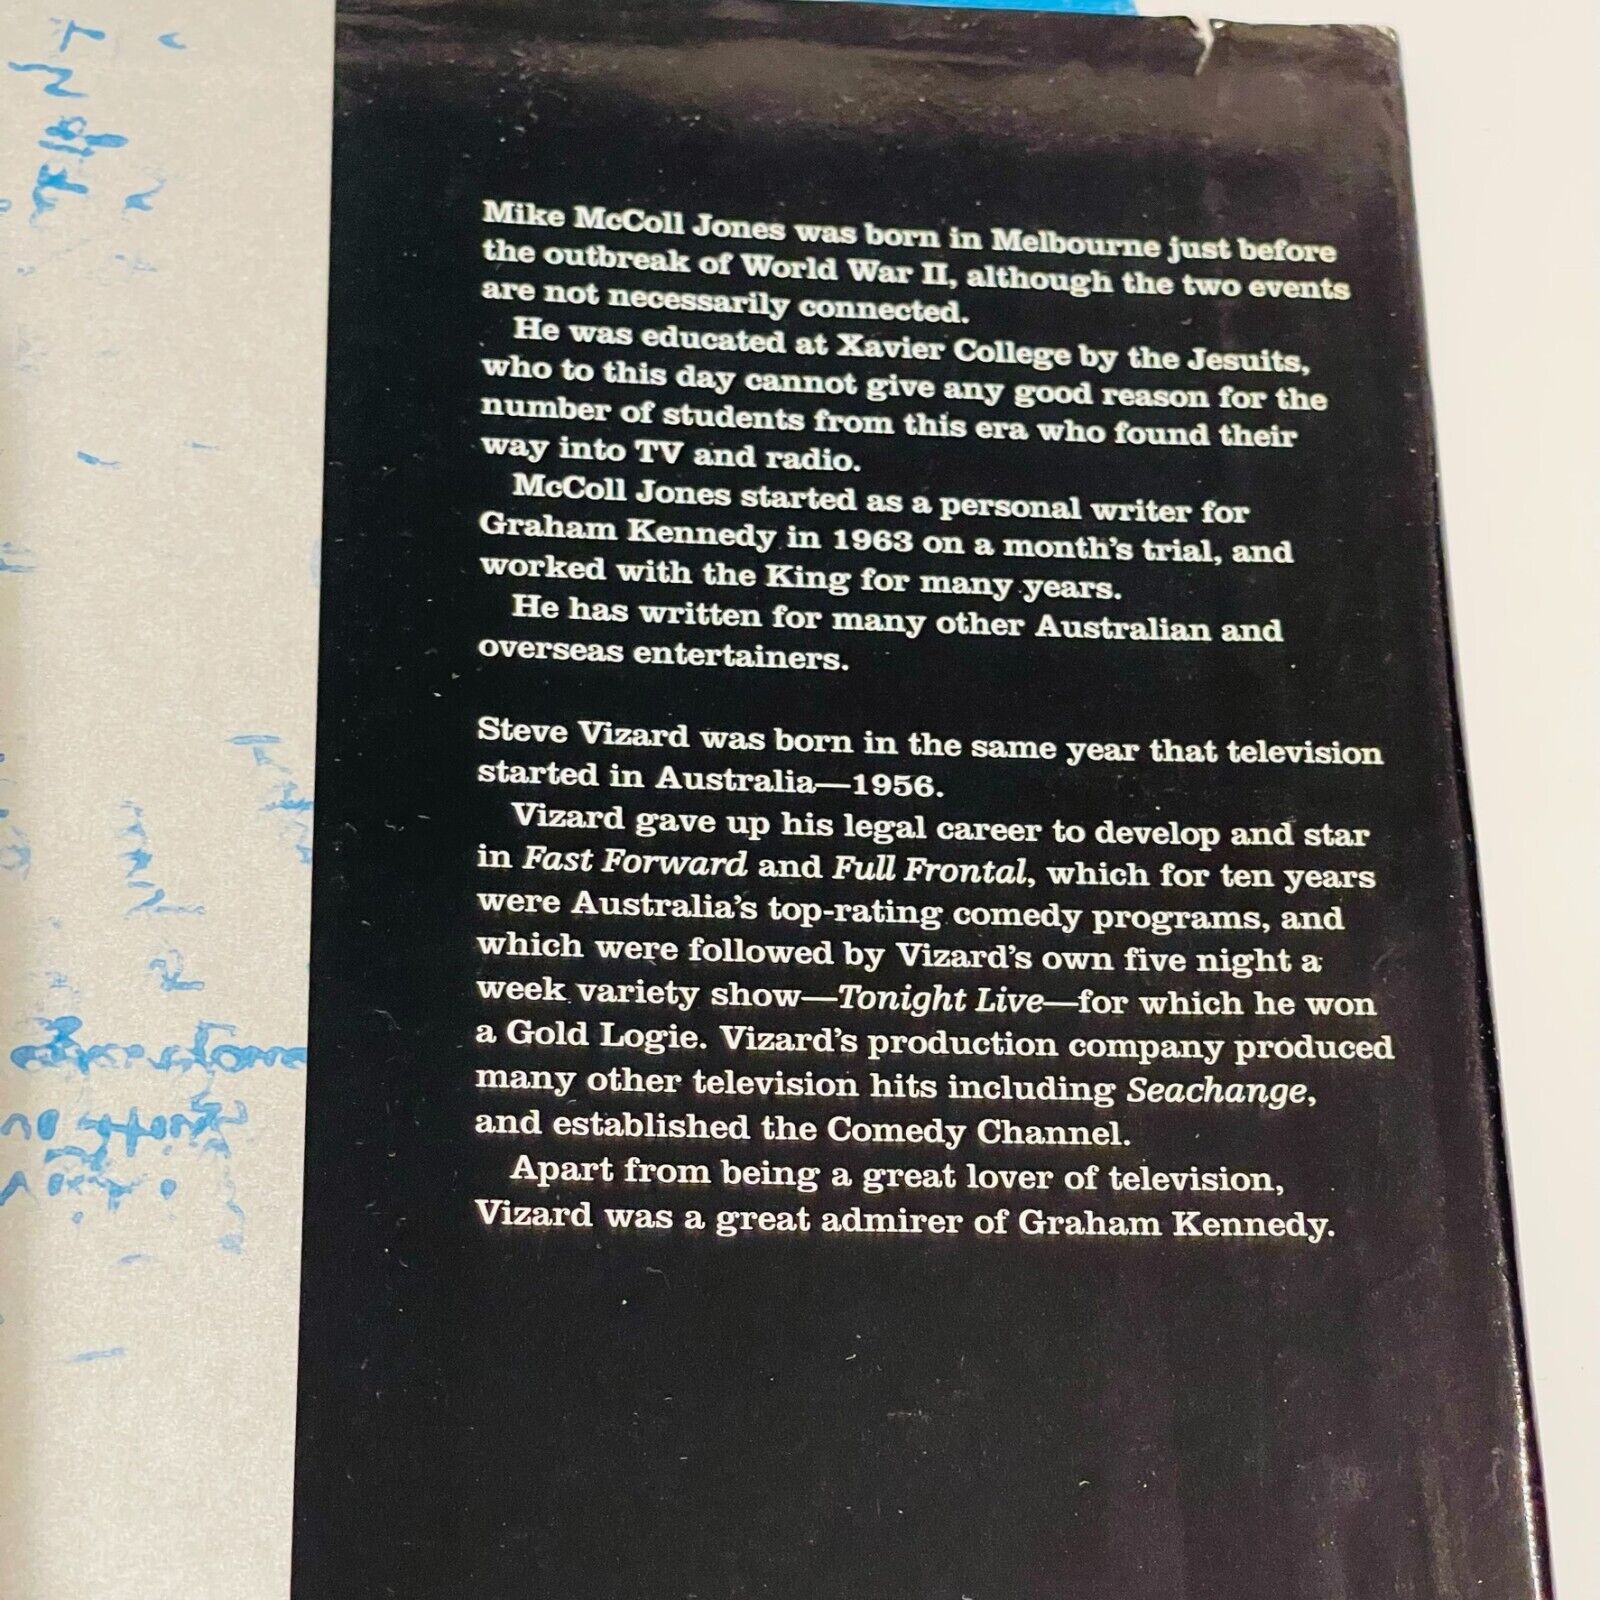 Mike McColl Jones was born in Melbourne just before
the outbreak of World War II, although the two events
are not necessarily connected.
He was educated at Xavier College by the Jesuits,
who to this day cannot give any good reason for the
number of students from this era who found their
way into TV and radio.
McColl Jones started as a personal writer for
Graham Kennedy in 1963 on a month's trial, and
worked with the King for many years.
He has written for many other Australian and
overseas entertainers.
Steve Vizard was born in the same year that television
started in Australia—1956.
Vizard gave up his legal career to develop and star
in Fast Forward and Full Frontal, which for ten years
were Australia's top-rating comedy programs, and
which were followed by Vizard's own five night a
week variety show—Tonight Live—for which he won
a Gold Logie. Vizard's production company produced
many other television hits including Seachange,
and established the Comedy Channel.
Apart from being a great lover of television,
Vizard was a great admirer of Graham Kennedy.